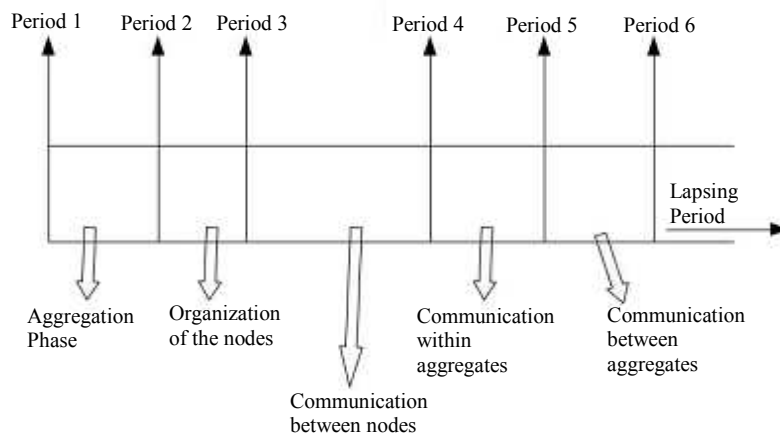 Period 1
Period 2
Period 3
Period 4
Period 5
Period 6
Lapsing
Period
Aggregation
Phase
Organization
of the nodes
Communication
between nodes
Communication
within
aggregates
Communication
between
aggregates